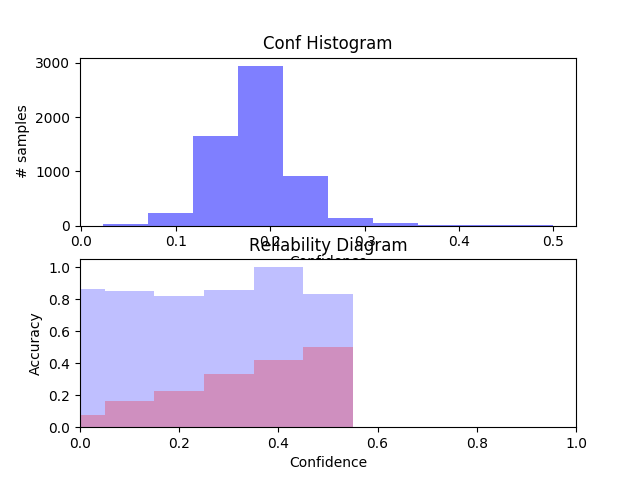 Conf Histogram
3000
2000
1000
0
# samples
0.0 0.1 0.2 0.3 0.4 0.5
Confidence
Reliability Diagram
1.0
0.8
0.6
0.4
0.2
0.0
Accuracy
0.0 0.2 0.4 0.6 0.8 1.0
Confidence